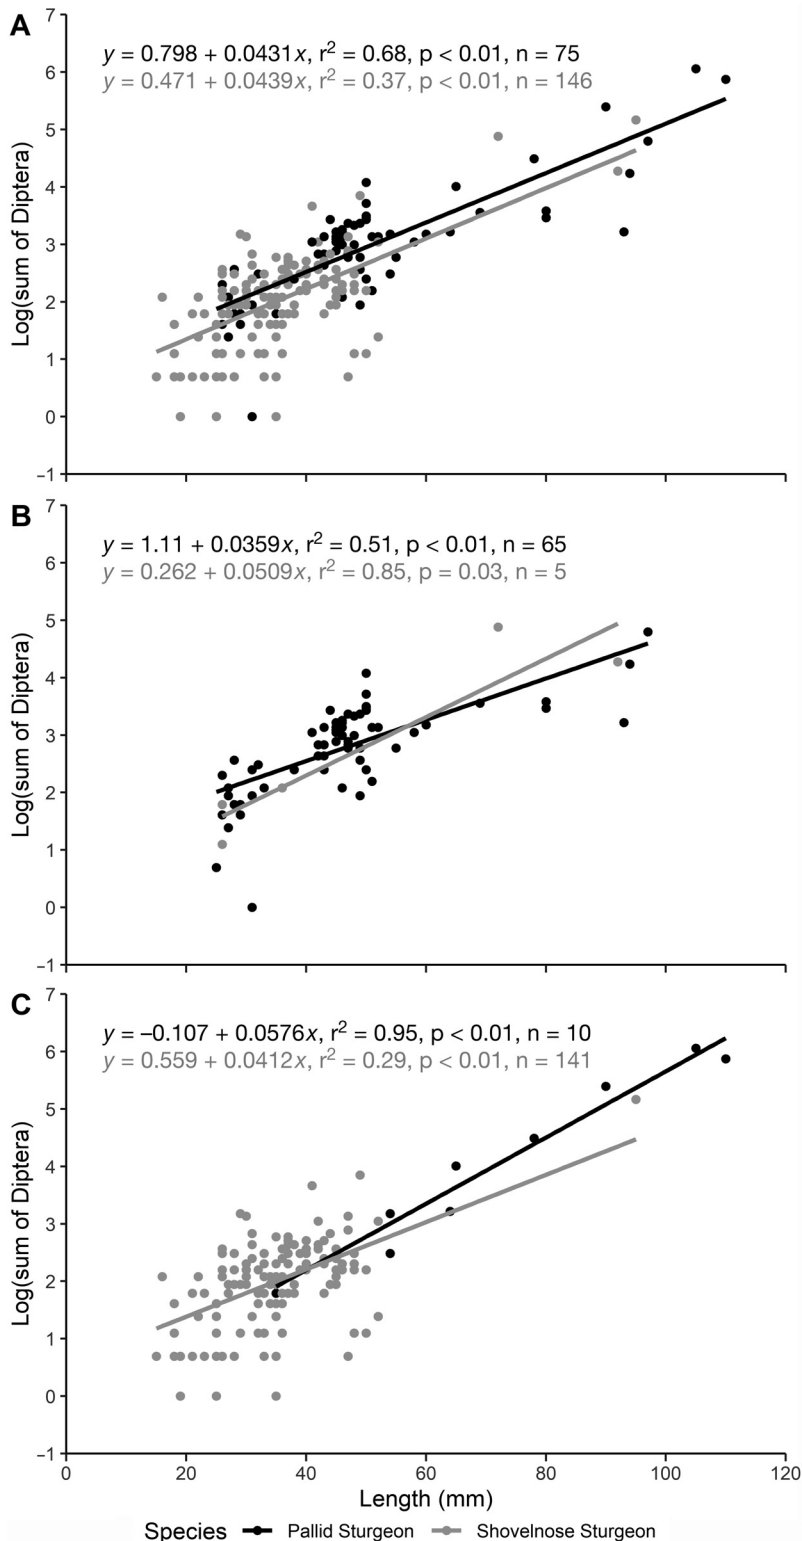 A
7
6
5
4
3
2
1
0
−1
Log(sum of Diptera)
y = 0.798 + 0.0431x, r² = 0.68, p < 0.01, n = 75
y = 0.471 + 0.0439x, r² = 0.37, p < 0.01, n = 146
B
7
6
5
4
3
2
1
0
−1
Log(sum of Diptera)
y = 1.11 + 0.0359x, r² = 0.51, p < 0.01, n = 65
y = 0.262 + 0.0509x, r² = 0.85, p = 0.03, n = 5
C
7
6
5
4
3
2
1
0
−1
Log(sum of Diptera)
y = −0.107 + 0.0576x, r² = 0.95, p < 0.01, n = 10
y = 0.559 + 0.0412x, r² = 0.29, p < 0.01, n = 141
0 20 40 60 80 100 120
Length (mm)
Species Pallid Sturgeon Shovelnose Sturgeon